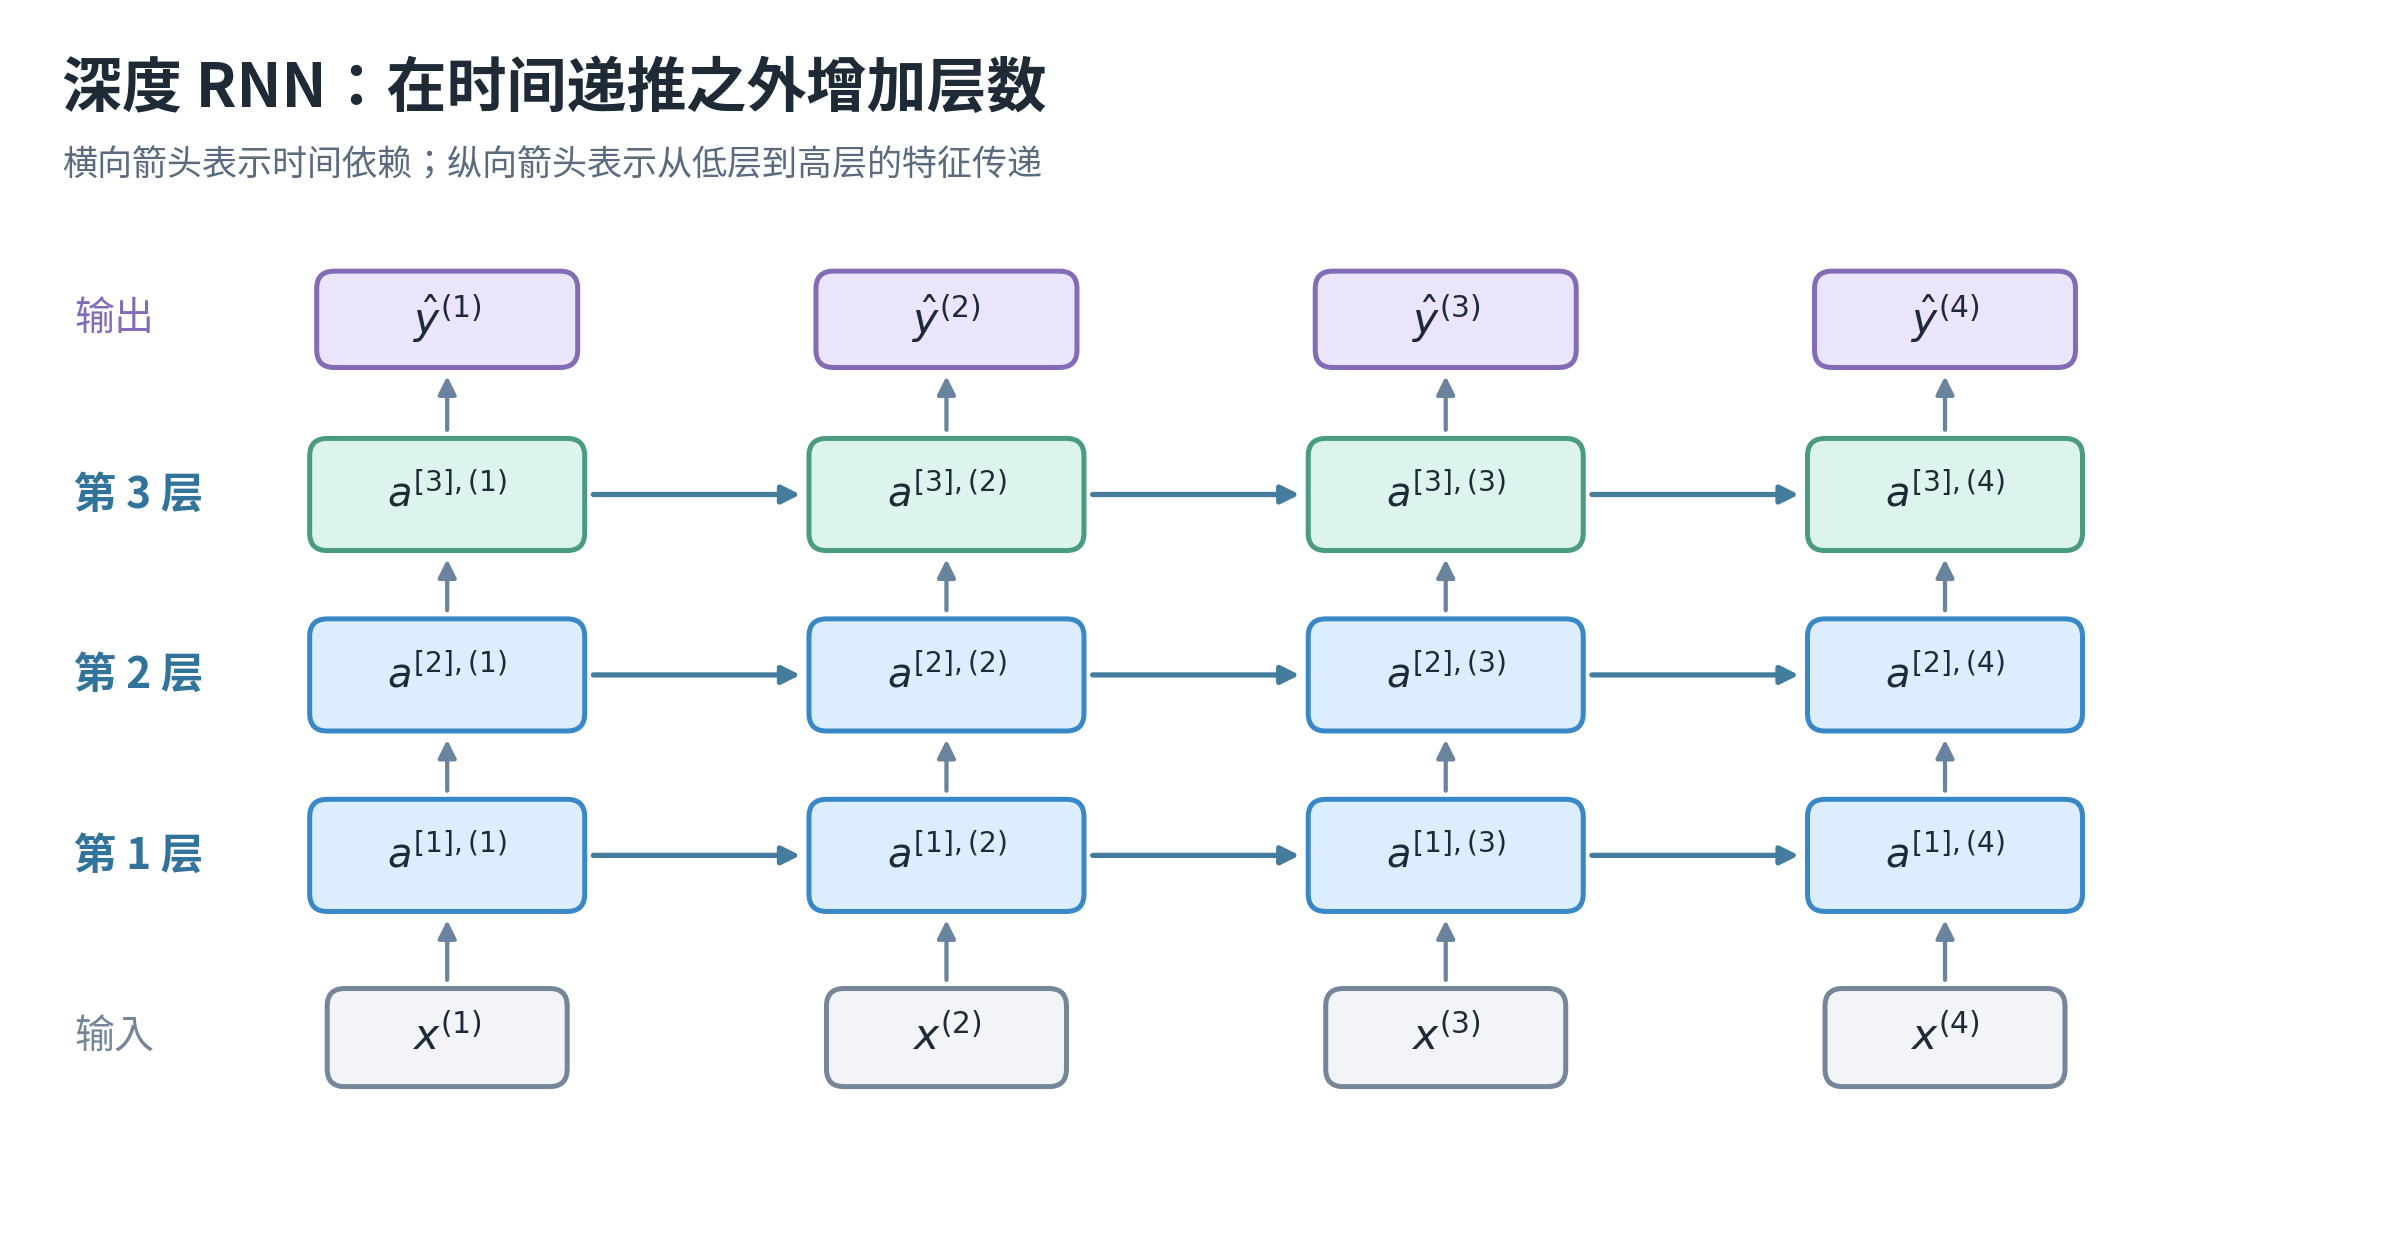 深度 RNN：在时间递推之外增加层数
横向箭头表示时间依赖；纵向箭头表示从低层到高层的特征传递
输出 ŷ^(1) ŷ^(2) ŷ^(3) ŷ^(4)
第 3 层 a^[3],(1) a^[3],(2) a^[3],(3) a^[3],(4)
第 2 层 a^[2],(1) a^[2],(2) a^[2],(3) a^[2],(4)
第 1 层 a^[1],(1) a^[1],(2) a^[1],(3) a^[1],(4)
输入 x^(1) x^(2) x^(3) x^(4)